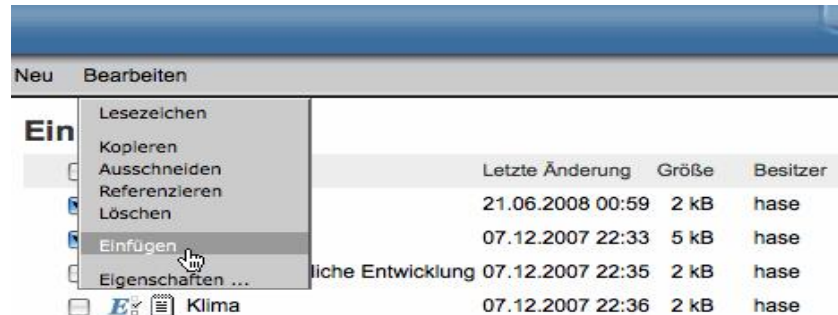 Neu Bearbeiten
Lesezeichen
Ein
Kopieren
Ausschneiden Letzte Änderung Größe Besitzer
Referenzieren
21.06.2008 00:59 2 kB hase
Löschen
Einfügen 07.12.2007 22:33 5 kB hase
Eigenschaften ... liche Entwicklung 07.12.2007 22:35 2 kB hase
E Klima 07.12.2007 22:36 2 kB hase